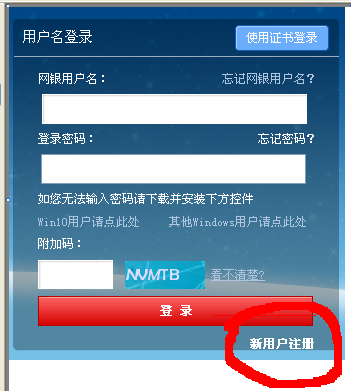 用户名登录 使用证书登录
网银用户名： 忘记网银用户名?
登录密码： 忘记密码?
如您无法输入密码请下载并安装下方控件
Win10用户请点此处 其他Windows用户请点此处
附加码：
NVMTB 看不清楚?
登 录
新用户注册